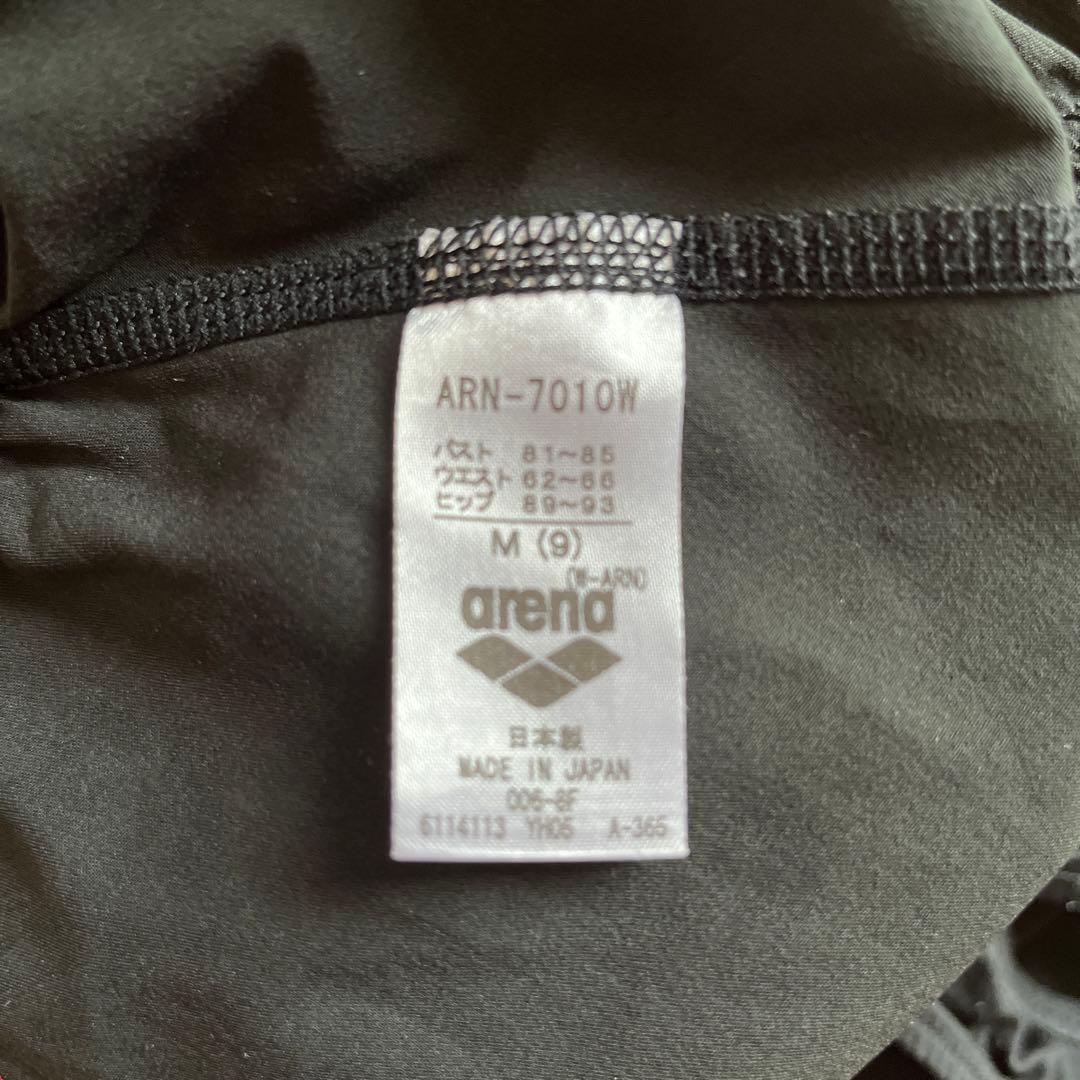 ARN-7010W
バスト 81~85
ウエスト 62~66
ヒップ 89~93
M (9)
(W-ARN)
arena
日本製
MADE IN JAPAN
006-8F
6114113 YH05 A-365